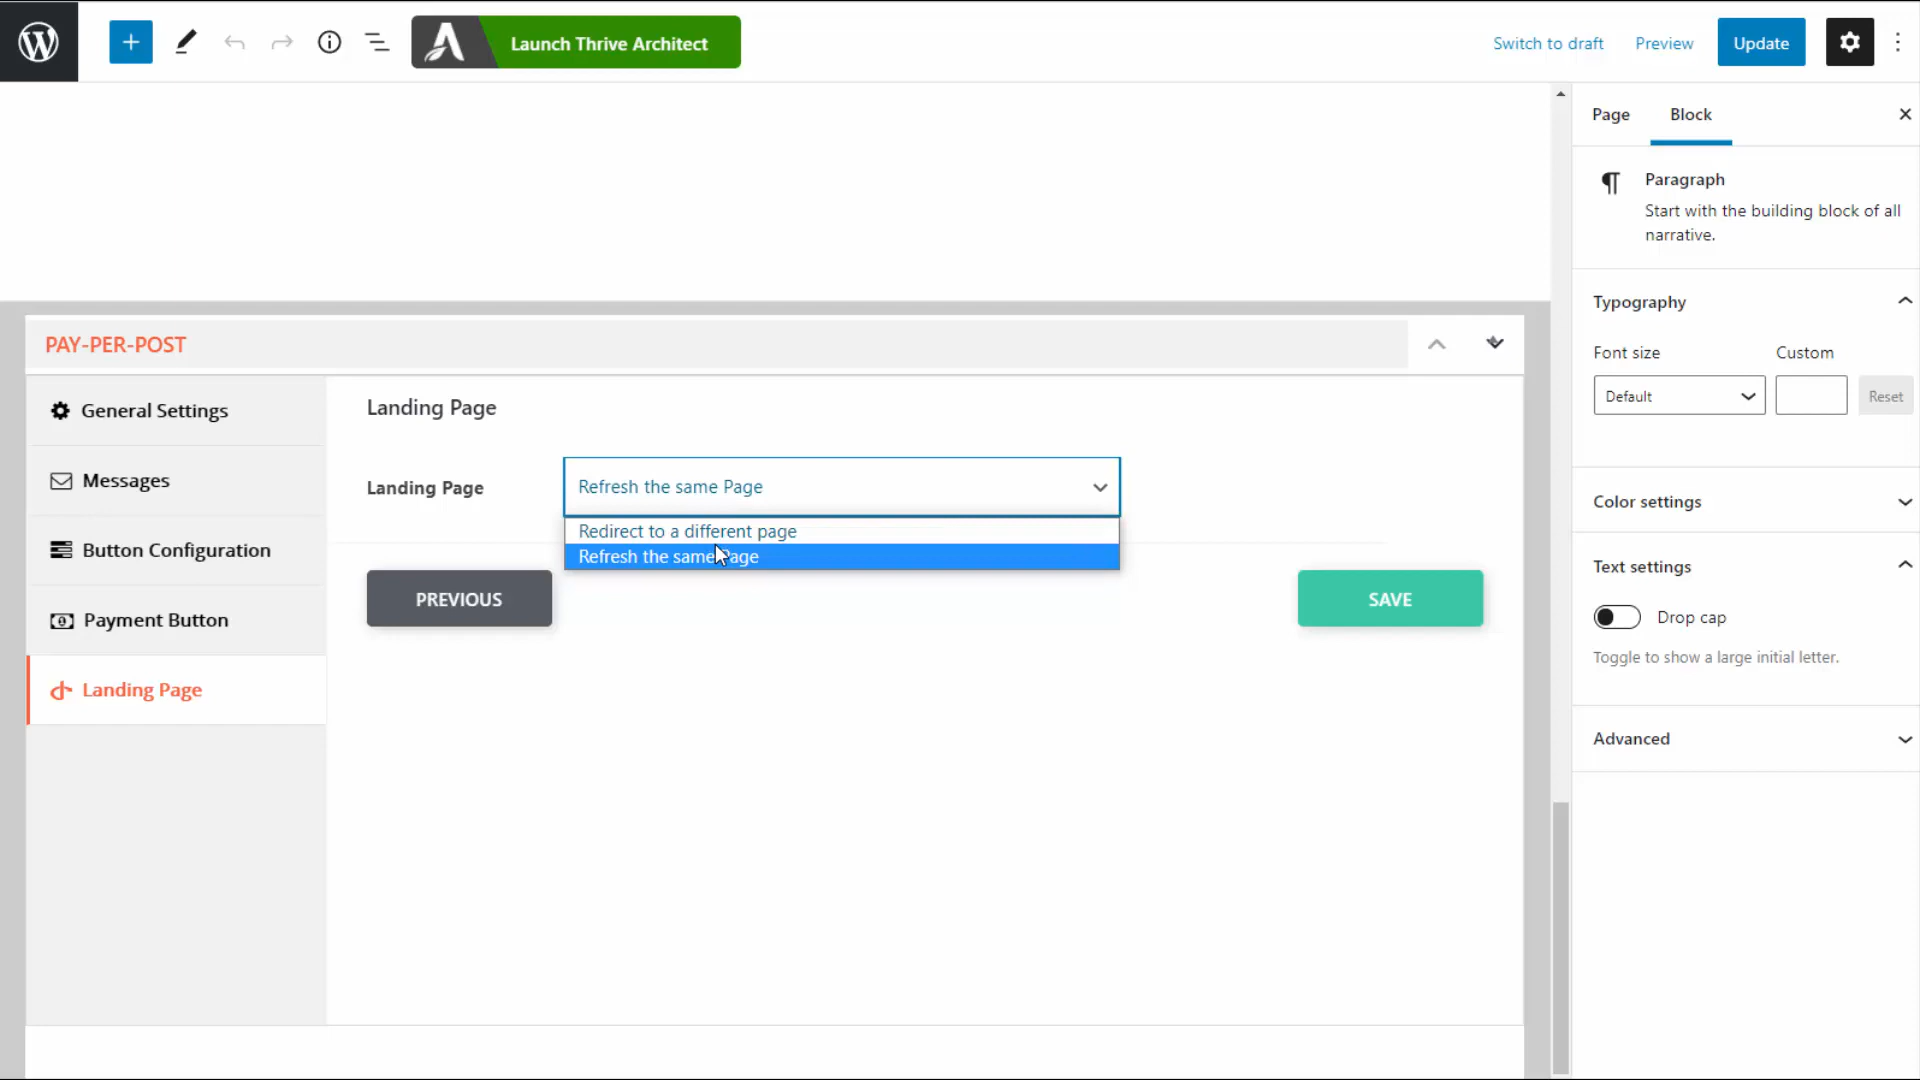 Launch Thrive Architect
Switch to draft
Preview
Update
Page
Block
Paragraph
Start with the building block of all
narrative.
Typography
Font size
Custom
Default
Reset
Color settings
Text settings
Drop cap
Toggle to show a large initial letter.
Advanced
PAY-PER-POST
General Settings
Messages
Button Configuration
Payment Button
Landing Page
Landing Page
Landing Page
Refresh the same Page
Redirect to a different page
Refresh the same Page
PREVIOUS
SAVE